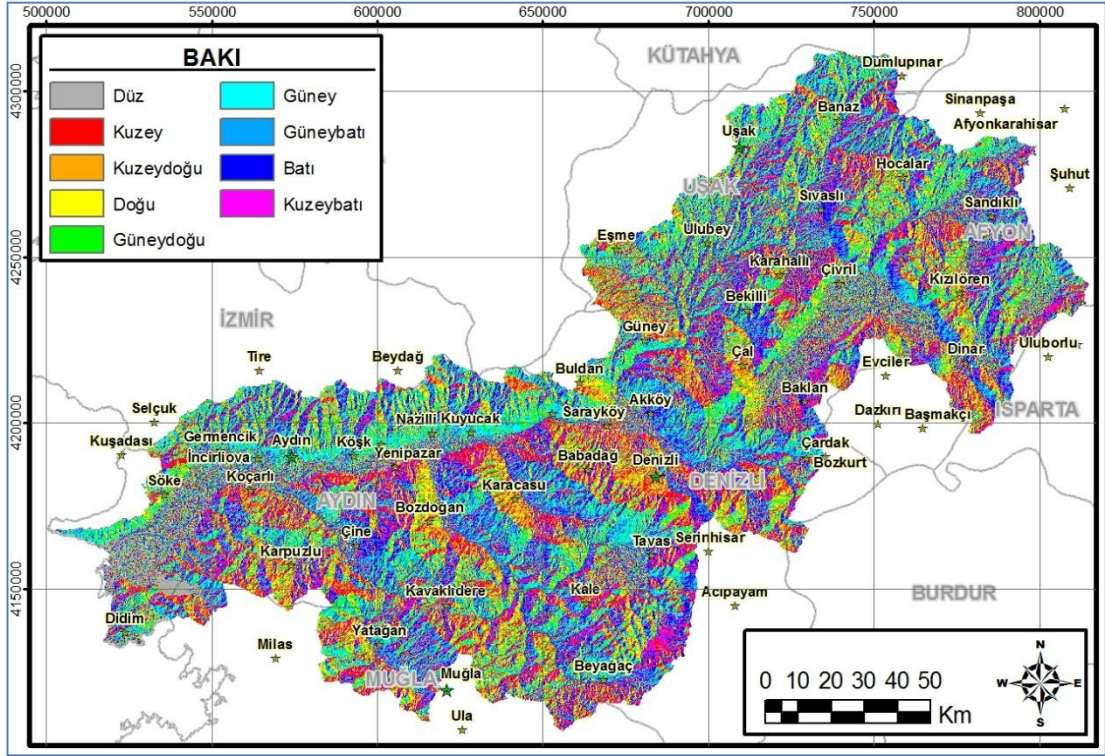 500000 550000 600000 650000 700000 750000 800000
BAKI
Düz
Kuzey
Kuzeydoğu
Doğu
Güneydoğu
Güney
Güneybatı
Batı
Kuzeybatı
4300000
4250000
4200000
4150000
KÜTAHYA
Dumlupınar
Banaz
Sinanpaşa
Afyonkarahisar
Uşak
Hocalar
Şuhut
UŞAK
Sivaslı
Sandıklı
AFYON
Ulubey
Eşme
Karahallı
Çivril
Kızılören
Bekilli
İZMİR
Güney
Çal
Dinar
Uluborlu
Tire
Beydağ
Buldan
Evciler
Akköy
Baklan
Selçuk
Sarayköy
Dazkırı
Başmakçı
ISPARTA
Nazilli
Kuyucak
Kuşadası
Germencik
Aydın
Köşk
Çardak
İncirliova
Yenipazar
Babadağ
Denizli
Bozkurt
Söke
Koçarlı
DENİZLİ
AYDIN
Karacasu
Bozdoğan
Çine
Tavas
Serinhisar
Karpuzlu
Kavaklıdere
Kale
Acıpayam
BURDUR
Didim
Milas
Yatağan
MUĞLA
Muğla
Beyağaç
Ula
0 10 20 30 40 50
Km
N
W E
S